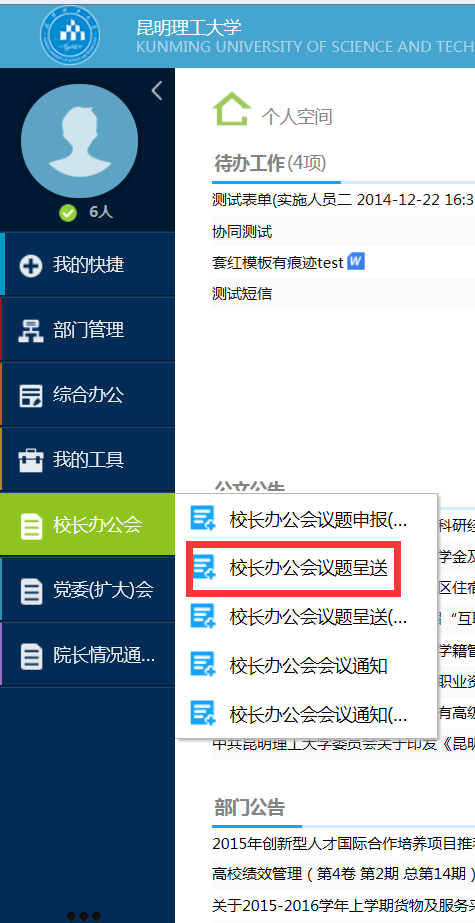 昆明理工大学
KUNMING UNIVERSITY OF SCIENCE AND TECH
6人
我的快捷
部门管理
综合办公
我的工具
校长办公会
党委(扩大)会
院长情况通...
个人空间
待办工作(4项)
测试表单(实施人员二 2014-12-22 16:3
协同测试
套红模板有痕迹test
测试短信
公文公告
校长办公会议题申报(...
校长办公会议题呈送
校长办公会议题呈送(...
校长办公会会议通知
校长办公会会议通知(...
科研经
学金及
区住宿
“互耳
学籍管
职业资
有高级
中共昆明理工大学委员会关于印发《昆明
部门公告
2015年创新型人才国际合作培养项目推荐
高校绩效管理（第4卷 第2期 总第14期）
关于2015-2016学年上学期货物及服务采